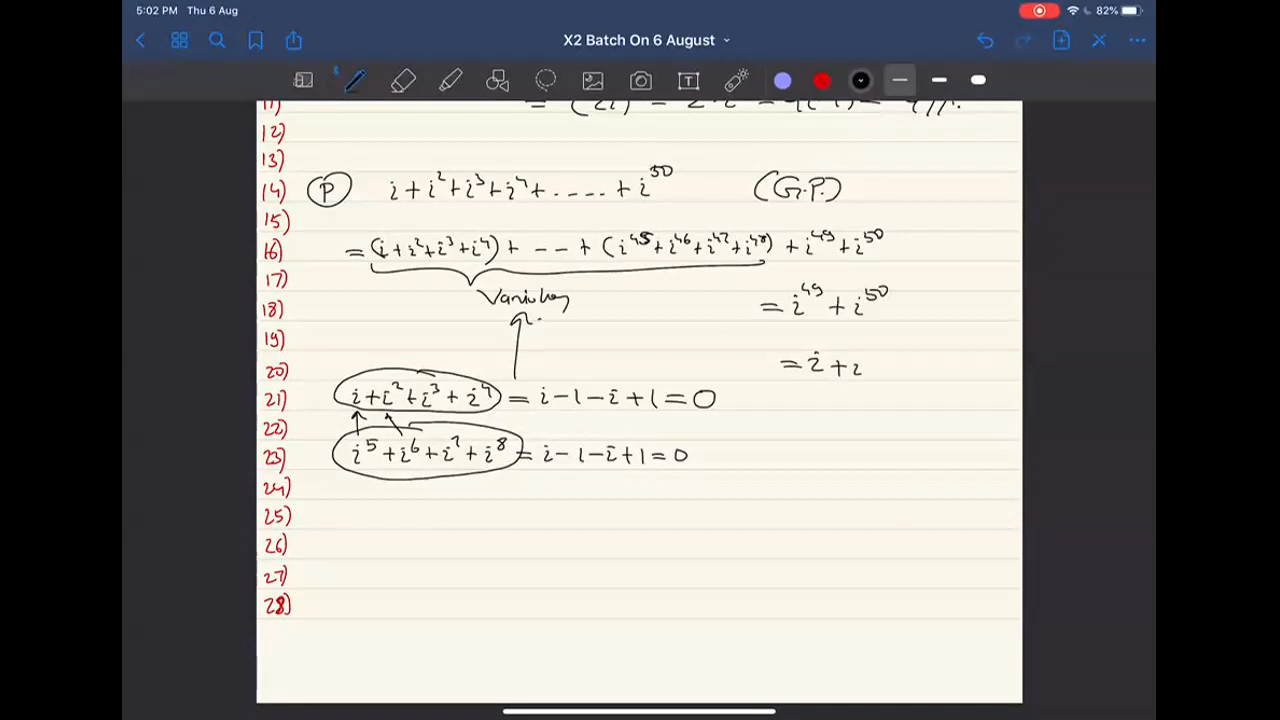 5:02 PM Thu 6 Aug 82%
X2 Batch On 6 August
11)
12)
13)
14) (P) i + i² + i³ + i⁴ + ..... + i⁵⁰ (G.P.)
15)
16) = (i + i² + i³ + i⁴) + -- + (i⁴⁵ + i⁴⁶ + i⁴⁷ + i⁴⁸) + i⁴⁹ + i⁵⁰
17)
18) = i⁴⁹ + i⁵⁰
19)
20) = i + i
21) i + i² + i³ + i⁴ = i - 1 - i + 1 = 0
22)
23) i⁵ + i⁶ + i⁷ + i⁸ = i - 1 - i + 1 = 0
24)
25)
26)
27)
28)